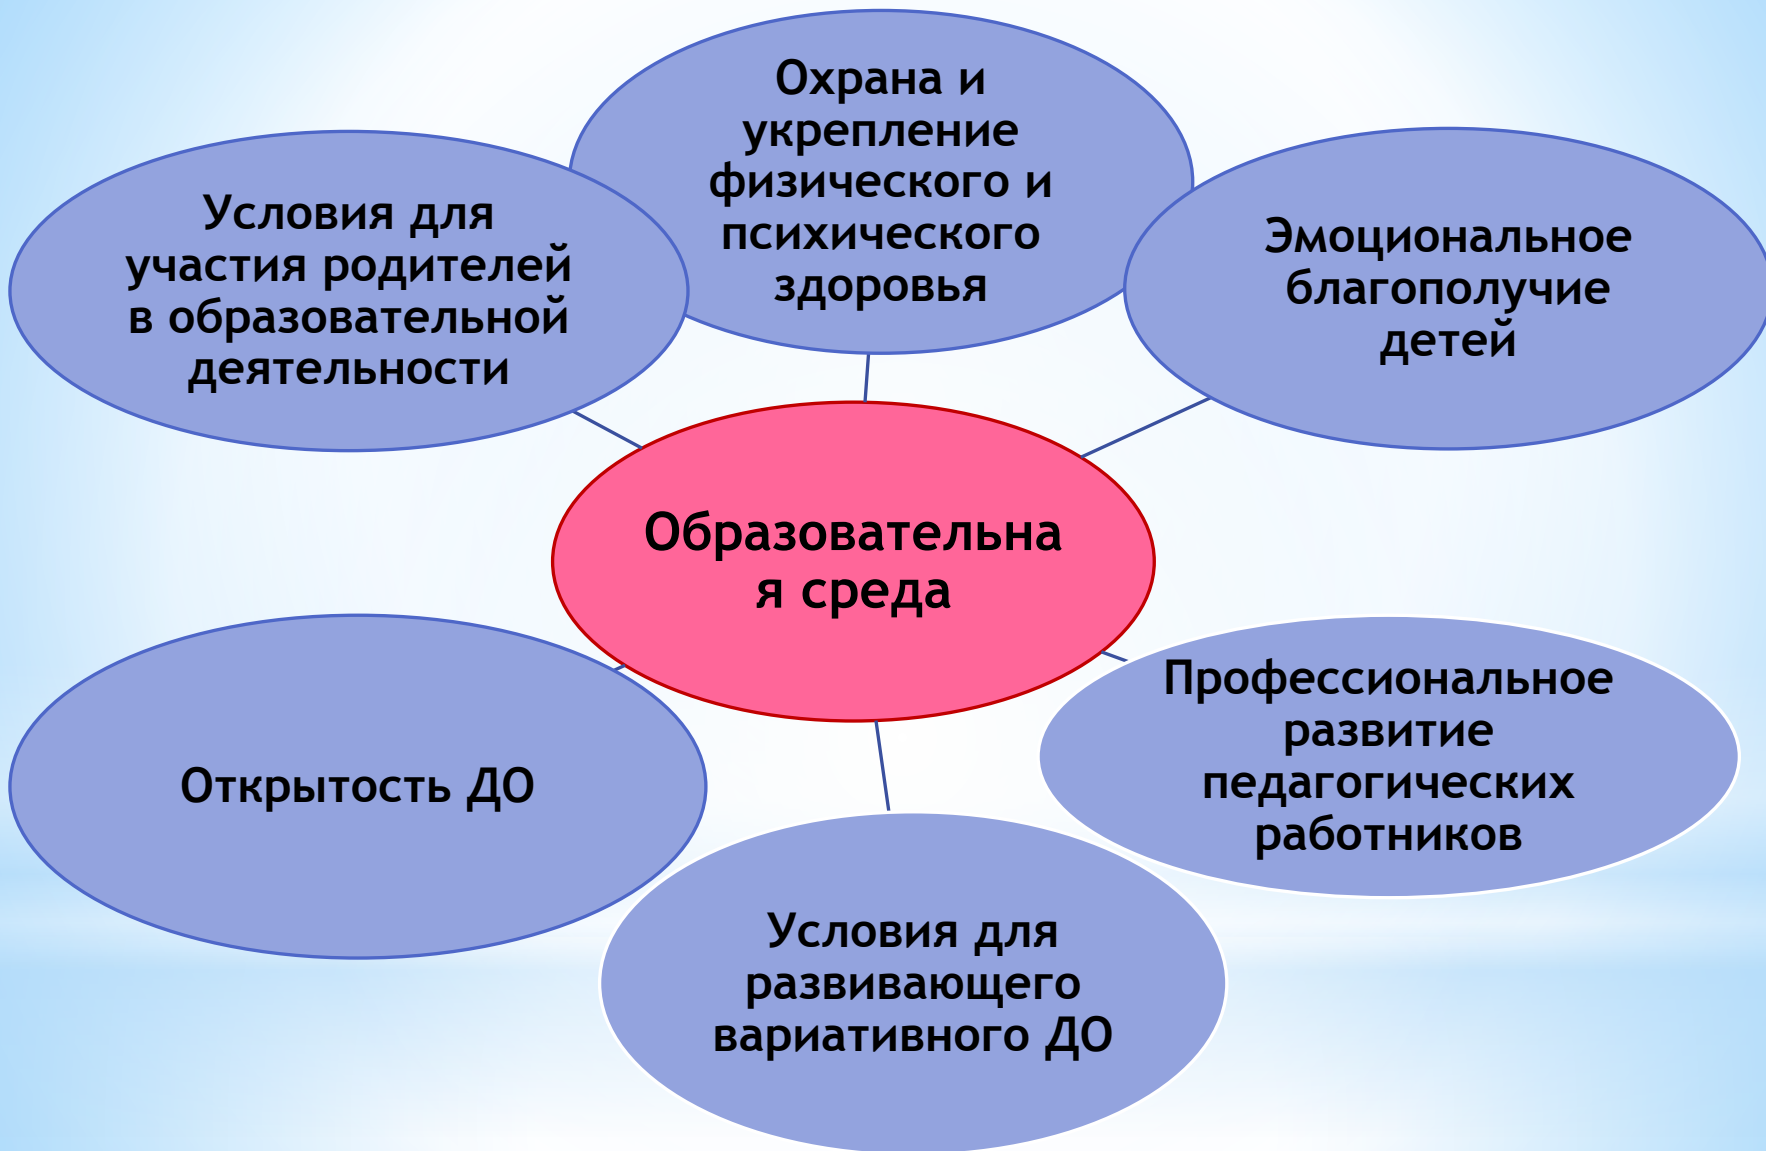 Охрана и
укрепление
физического и
психического
здоровья
Условия для
участия родителей
в образовательной
деятельности
Эмоциональное
благополучие
детей
Образовательна
я среда
Профессиональное
развитие
педагогических
работников
Открытость ДО
Условия для
развивающего
вариативного ДО